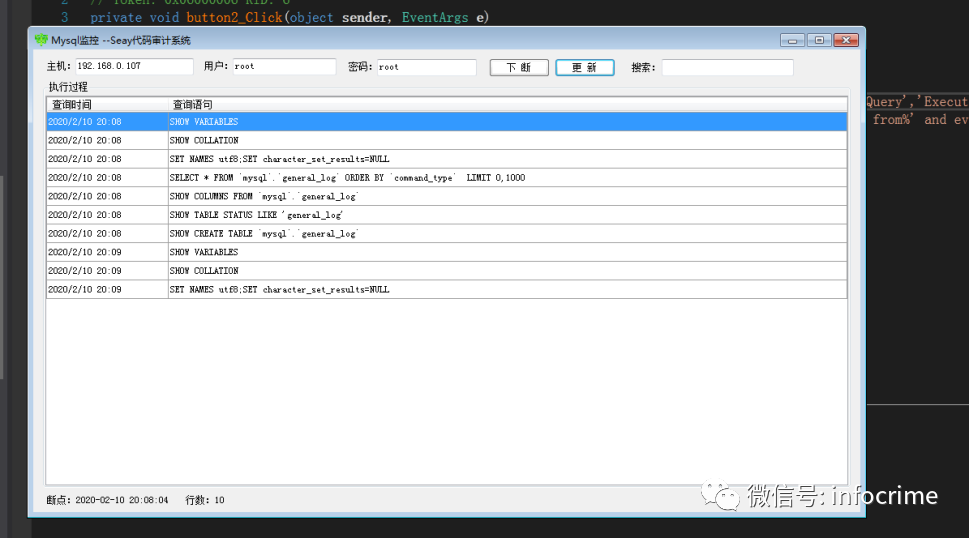 2 // Token: 0x06000006 RID: 6
3 private void button2_Click(object sender, EventArgs e)
Mysql监控 --Seay代码审计系统
主机: 192.168.0.107 用户: root 密码: root 下 断 更 新 搜索:
执行过程
查询时间 查询语句
Query','Execut
2020/2/10 20:08 SHOW VARIABLES
from%' and ev
2020/2/10 20:08 SHOW COLLATION
2020/2/10 20:08 SET NAMES utf8;SET character_set_results=NULL
2020/2/10 20:08 SELECT * FROM `mysql`.`general_log` ORDER BY `command_type` LIMIT 0,1000
2020/2/10 20:08 SHOW COLUMNS FROM `mysql`.`general_log`
2020/2/10 20:08 SHOW TABLE STATUS LIKE 'general_log'
2020/2/10 20:08 SHOW CREATE TABLE `mysql`.`general_log`
2020/2/10 20:09 SHOW VARIABLES
2020/2/10 20:09 SHOW COLLATION
2020/2/10 20:09 SET NAMES utf8;SET character_set_results=NULL
断点: 2020-02-10 20:08:04 行数: 10
微信号: infocrime